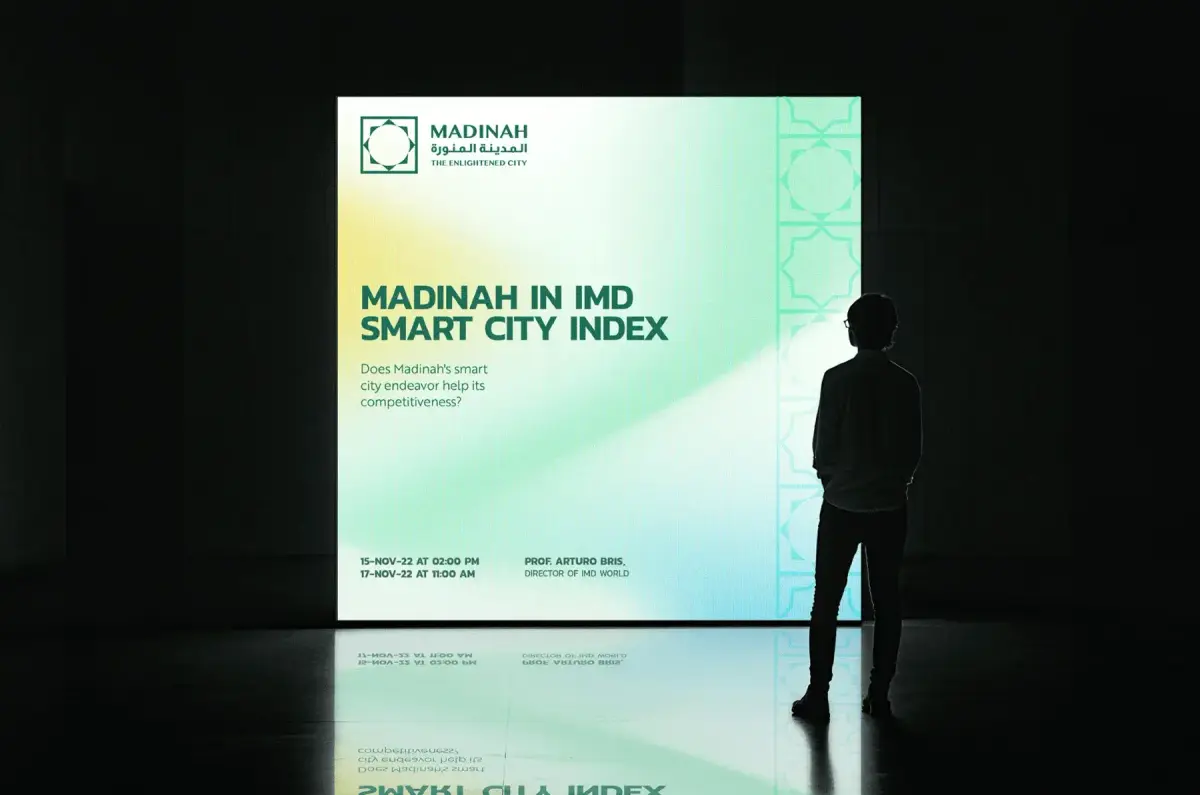 MADINAH
المدينة المنورة
THE ENLIGHTENED CITY
MADINAH IN IMD
SMART CITY INDEX
Does Madinah's smart
city endeavor help its
competitiveness?
15-NOV-22 AT 02:00 PM
17-NOV-22 AT 11:00 AM
PROF. ARTURO BRIS,
DIRECTOR OF IMD WORLD